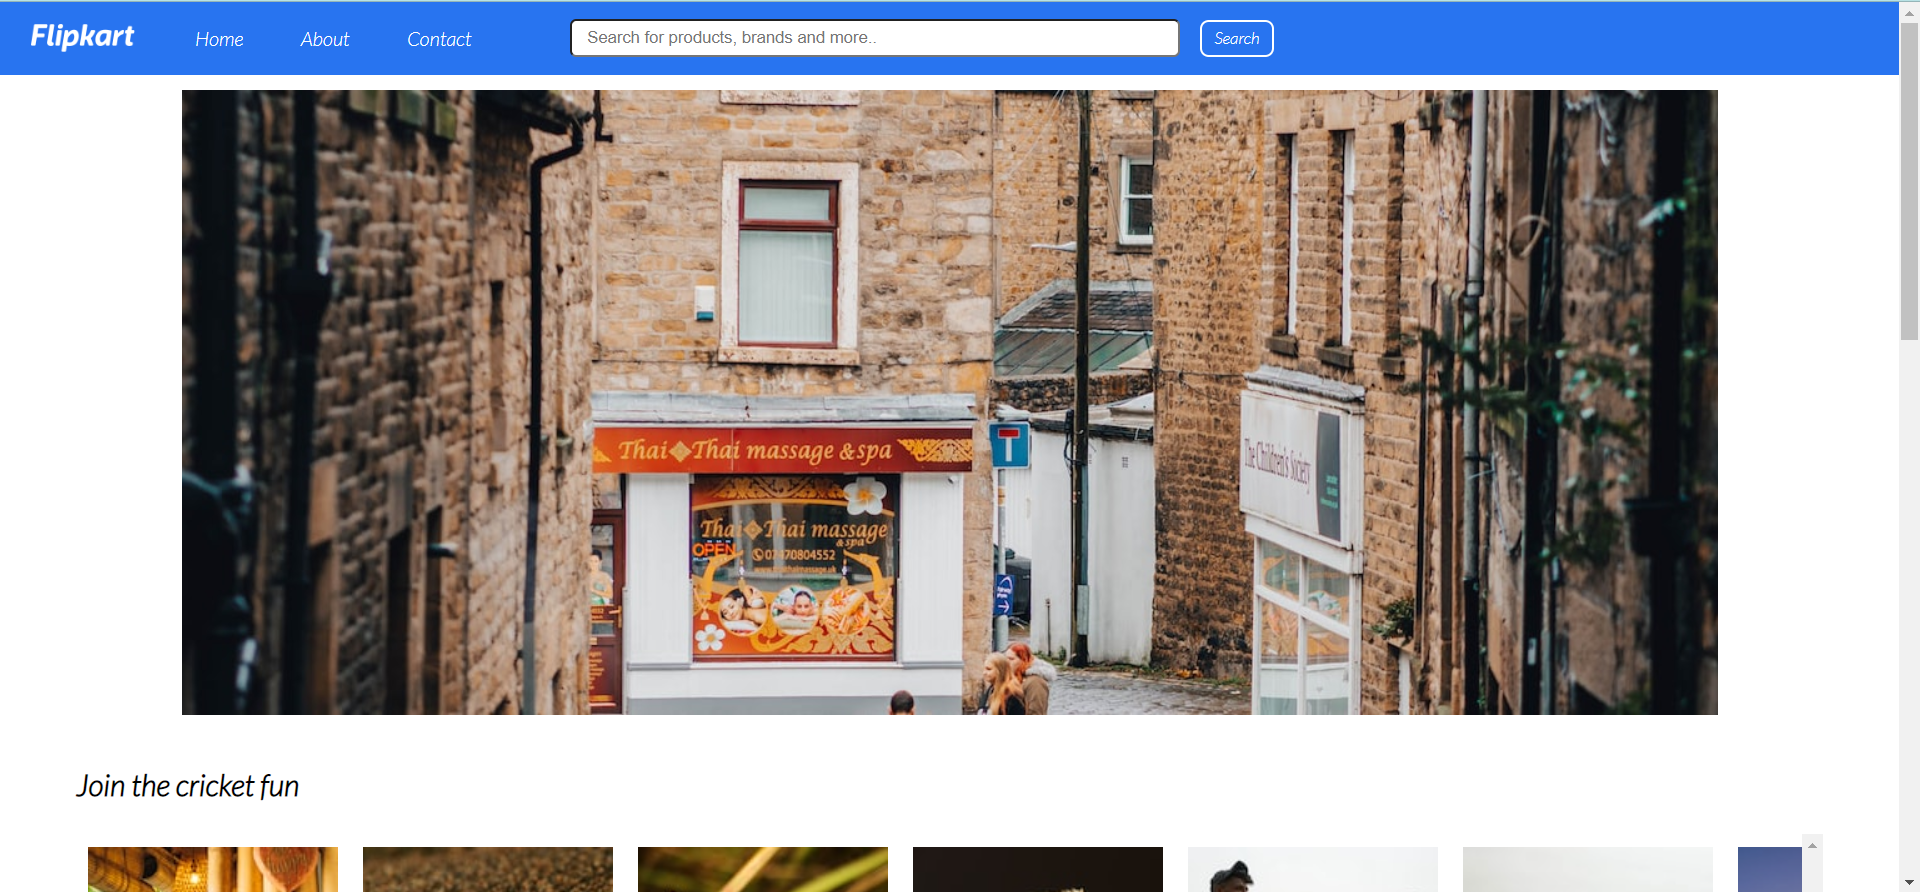 Flipkart
Home
About
Contact
Search for products, brands and more..
Search
Thai Thai massage & spa
Thai Thai massage
& spa
OPEN
07470804552
The Children's Society
Join the cricket fun